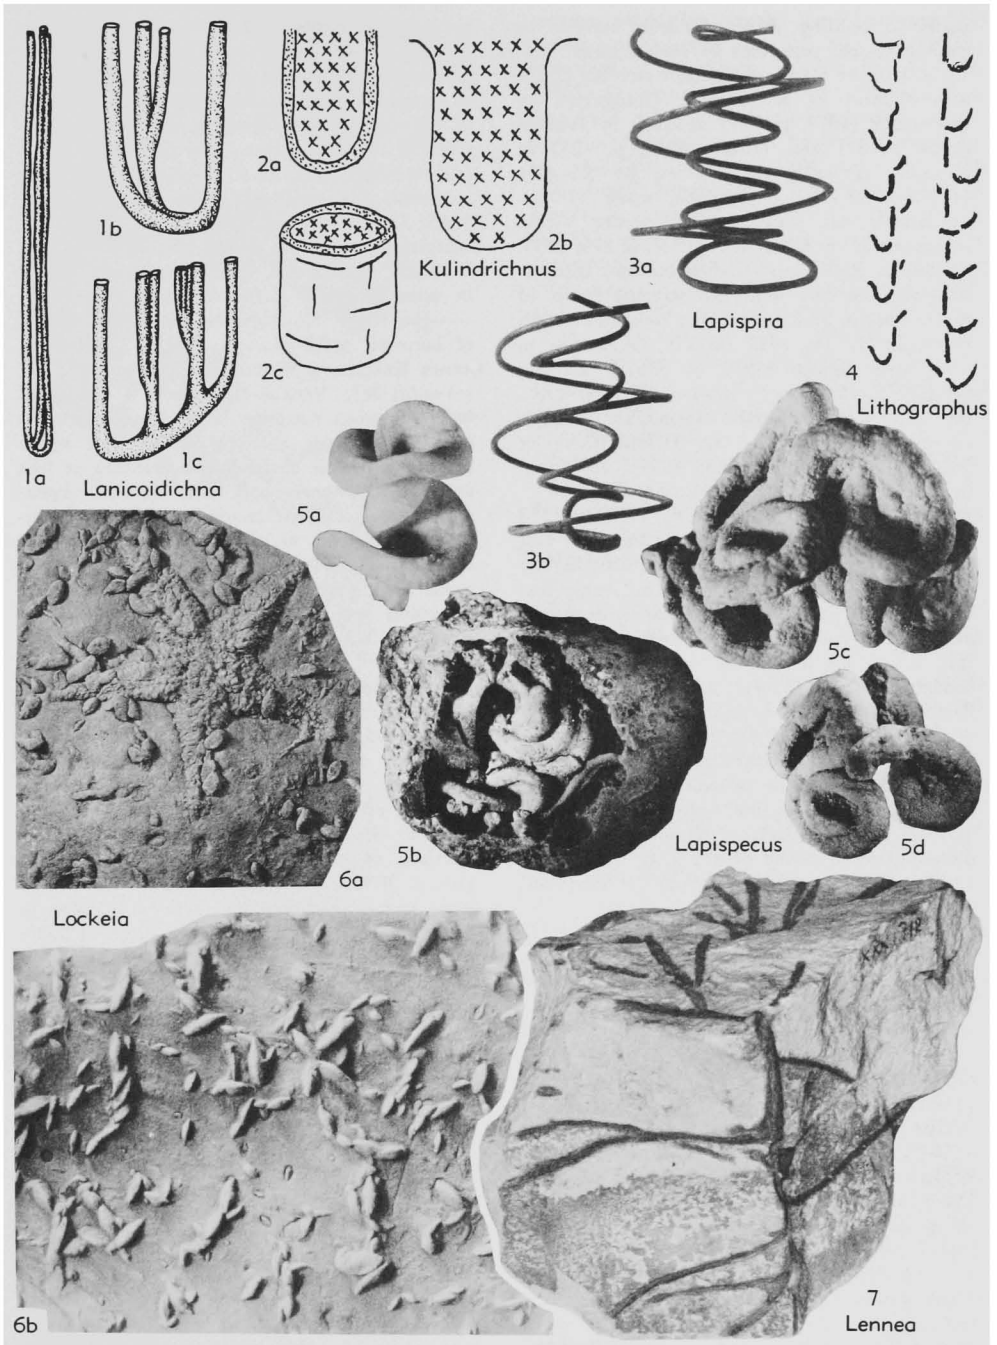 1a
1b
1c
Lanicoidichna
2a
2b
2c
Kulindrichnus
3a
3b
Lapispira
4
Lithographus
5a
5b
5c
5d
Lapispecus
6a
Lockeia
6b
7
Lennea